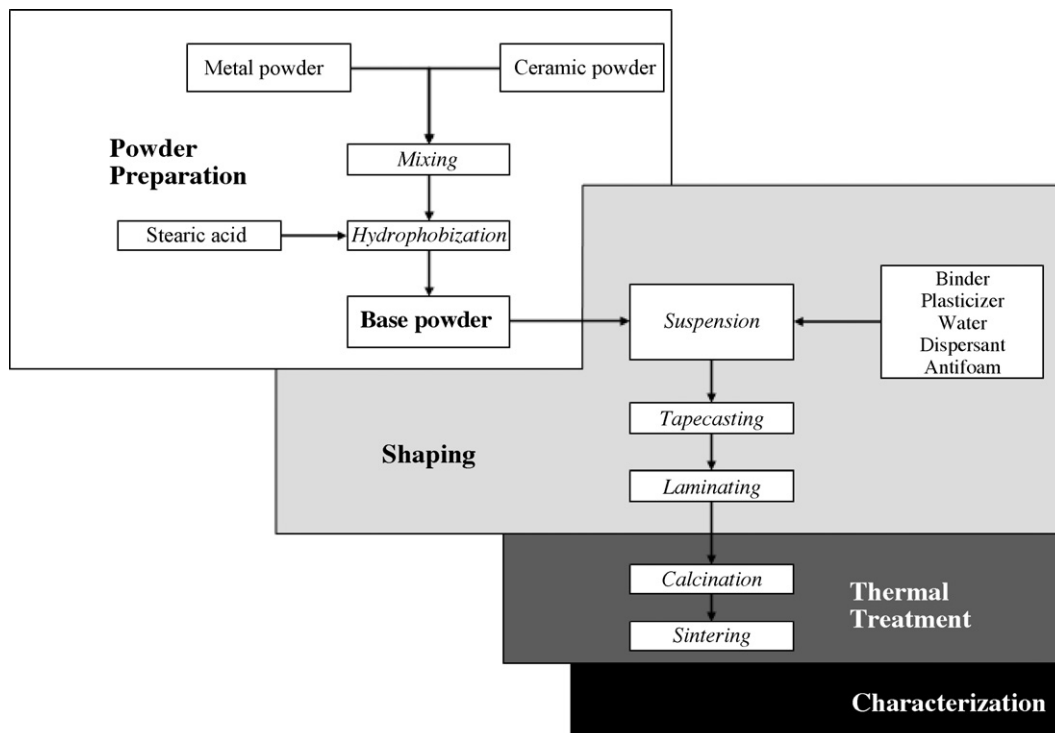 Metal powder
Ceramic powder
Powder
Preparation
Mixing
Stearic acid
Hydrophobization
Base powder
Suspension
Binder
Plasticizer
Water
Dispersant
Antifoam
Tapecasting
Shaping
Laminating
Calcination
Thermal
Treatment
Sintering
Characterization